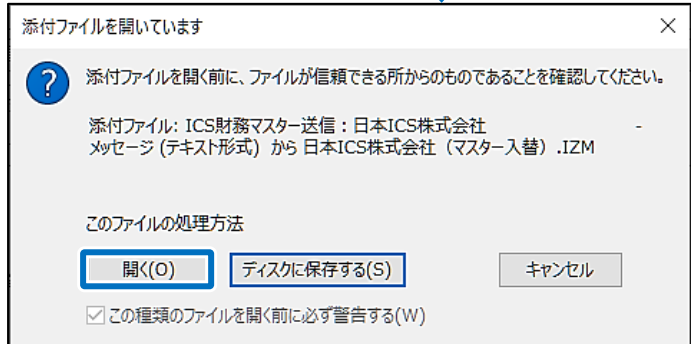 添付ファイルを開いています
添付ファイルを開く前に、ファイルが信頼できる所からのものであることを確認してください。
添付ファイル: ICS財務マスター送信：日本ICS株式会社 -
メッセージ (テキスト形式) から 日本ICS株式会社（マスター入替）.IZM
このファイルの処理方法
開く(O) ディスクに保存する(S) キャンセル
この種類のファイルを開く前に必ず警告する(W)